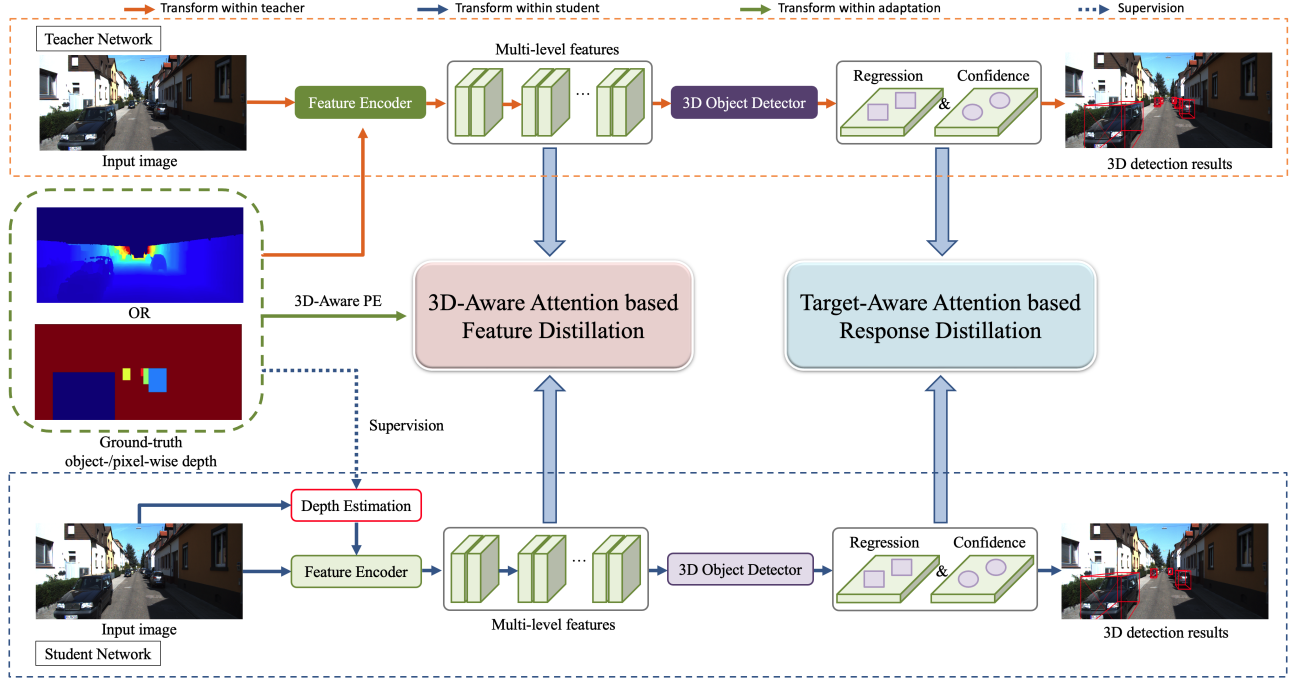 Transform within teacher
Transform within student
Transform within adaptation
Supervision
Teacher Network
Input image
Feature Encoder
Multi-level features
...
3D Object Detector
Regression
Confidence
&
3D detection results
OR
Ground-truth
object-/pixel-wise depth
3D-Aware PE
3D-Aware Attention based
Feature Distillation
Target-Aware Attention based
Response Distillation
Supervision
Depth Estimation
Input image
Student Network
Feature Encoder
...
Multi-level features
3D Object Detector
Regression
Confidence
&
3D detection results